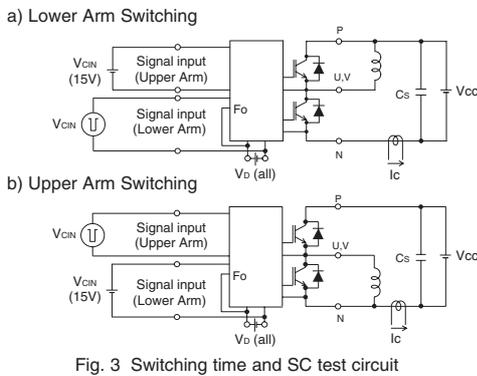 a) Lower Arm Switching
P
VCIN
(15V)
Signal input
(Upper Arm)
U,V
CS
VCC
VCIN
Signal input
(Lower Arm)
Fo
VD (all)
N
Ic
b) Upper Arm Switching
P
VCIN
Signal input
(Upper Arm)
U,V
CS
VCC
VCIN
(15V)
Signal input
(Lower Arm)
Fo
VD (all)
N
Ic
Fig. 3 Switching time and SC test circuit